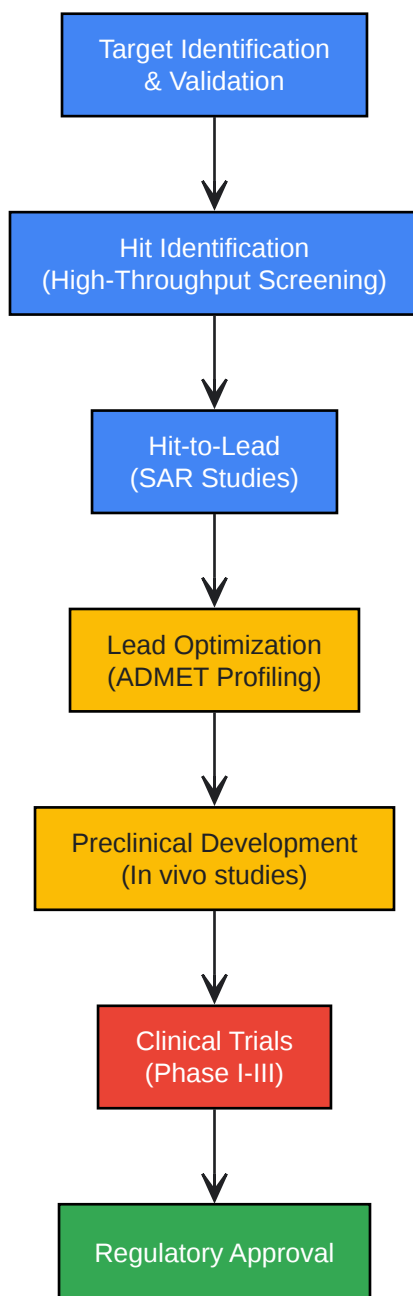 Target Identification
& Validation
Hit Identification
(High-Throughput Screening)
Hit-to-Lead
(SAR Studies)
Lead Optimization
(ADMET Profiling)
Preclinical Development
(In vivo studies)
Clinical Trials
(Phase I-III)
Regulatory Approval